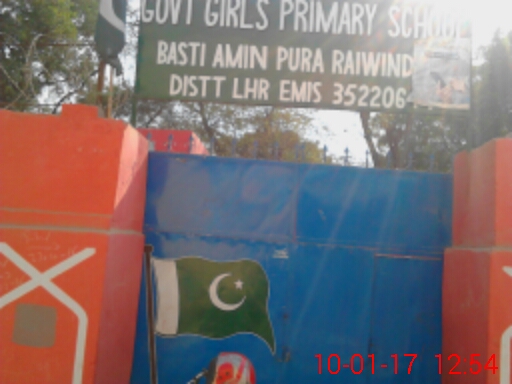 GOVT GIRLS PRIMARY SCHOOL
BASTI AMIN PURA RAIWIND
DISTT LHR EMIS 352206
10-01-17 12:54